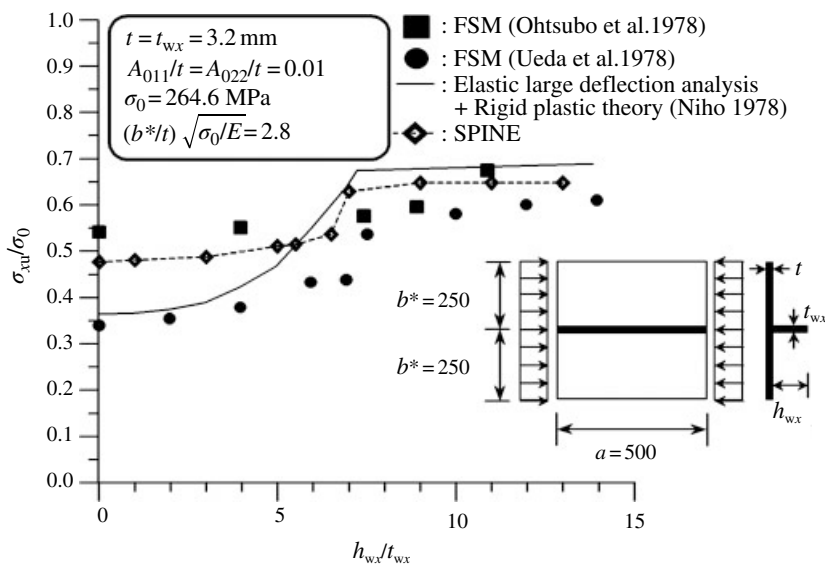 t = t_wx = 3.2 mm
A_011/t = A_022/t = 0.01
σ_0 = 264.6 MPa
(b*/t) √σ_0/E = 2.8
: FSM (Ohtsubo et al.1978)
: FSM (Ueda et al.1978)
: Elastic large deflection analysis
+ Rigid plastic theory (Niho 1978)
: SPINE
σ_xu/σ_0
1.0
0.9
0.8
0.7
0.6
0.5
0.4
0.3
0.2
0.1
0.0
0
5
10
15
h_wx/t_wx
b* = 250
b* = 250
a = 500
t
t_wx
h_wx